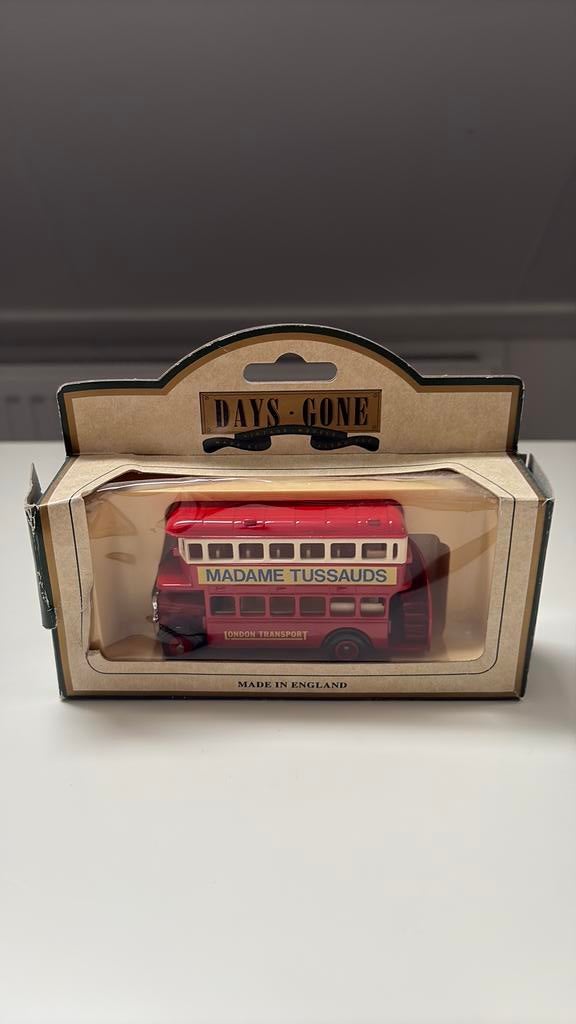 DAYS · GONE
MADAME TUSSAUDS
LONDON TRANSPORT
MADE IN ENGLAND